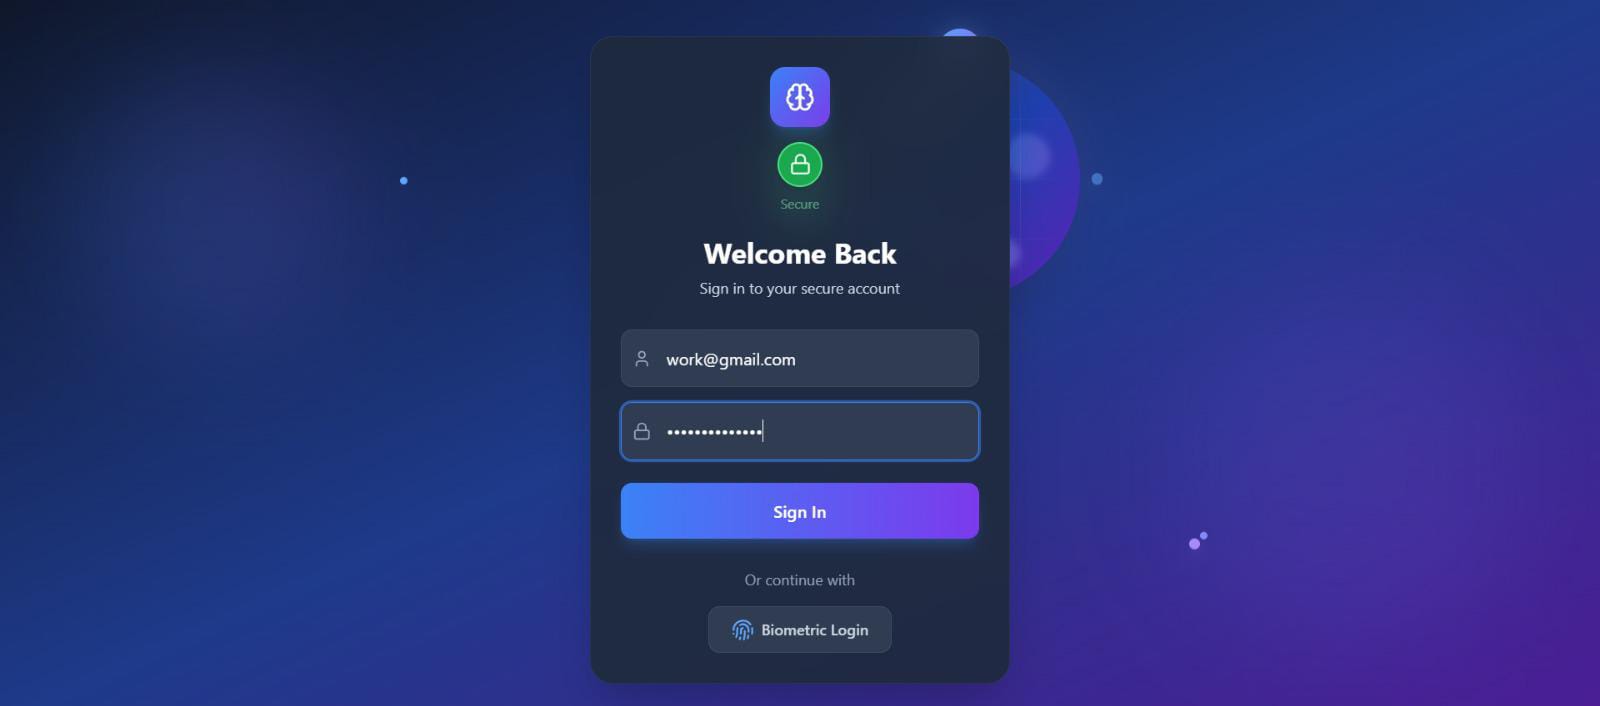 Secure
Welcome Back
Sign in to your secure account
work@gmail.com
••••••••••••••
Sign In
Or continue with
Biometric Login